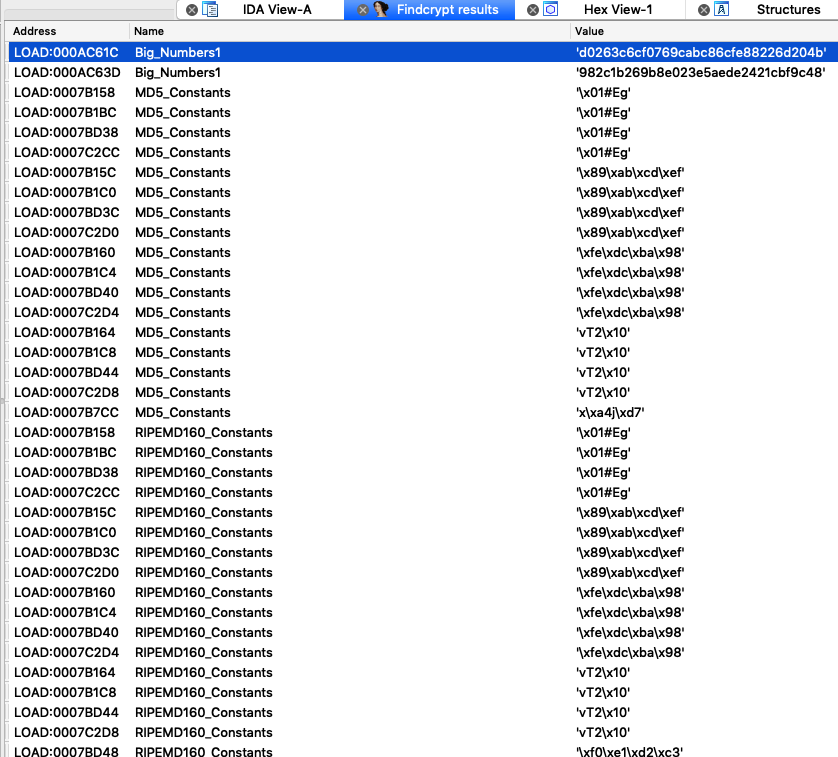 IDA View-A Findcrypt results Hex View-1 Structures
Address Name Value
LOAD:000AC61C Big_Numbers1 'd0263c6cf0769cabc86cfe88226d204b'
LOAD:000AC63D Big_Numbers1 '982c1b269b8e023e5aede2421cbf9c48'
LOAD:0007B158 MD5_Constants '\x01#Eg'
LOAD:0007B1BC MD5_Constants '\x01#Eg'
LOAD:0007BD38 MD5_Constants '\x01#Eg'
LOAD:0007C2CC MD5_Constants '\x01#Eg'
LOAD:0007B15C MD5_Constants '\x89\xab\xcd\xef'
LOAD:0007B1C0 MD5_Constants '\x89\xab\xcd\xef'
LOAD:0007BD3C MD5_Constants '\x89\xab\xcd\xef'
LOAD:0007C2D0 MD5_Constants '\x89\xab\xcd\xef'
LOAD:0007B160 MD5_Constants '\xfe\xdc\xba\x98'
LOAD:0007B1C4 MD5_Constants '\xfe\xdc\xba\x98'
LOAD:0007BD40 MD5_Constants '\xfe\xdc\xba\x98'
LOAD:0007C2D4 MD5_Constants '\xfe\xdc\xba\x98'
LOAD:0007B164 MD5_Constants 'vT2\x10'
LOAD:0007B1C8 MD5_Constants 'vT2\x10'
LOAD:0007BD44 MD5_Constants 'vT2\x10'
LOAD:0007C2D8 MD5_Constants 'vT2\x10'
LOAD:0007B7CC MD5_Constants 'x\xa4j\xd7'
LOAD:0007B158 RIPEMD160_Constants '\x01#Eg'
LOAD:0007B1BC RIPEMD160_Constants '\x01#Eg'
LOAD:0007BD38 RIPEMD160_Constants '\x01#Eg'
LOAD:0007C2CC RIPEMD160_Constants '\x01#Eg'
LOAD:0007B15C RIPEMD160_Constants '\x89\xab\xcd\xef'
LOAD:0007B1C0 RIPEMD160_Constants '\x89\xab\xcd\xef'
LOAD:0007BD3C RIPEMD160_Constants '\x89\xab\xcd\xef'
LOAD:0007C2D0 RIPEMD160_Constants '\x89\xab\xcd\xef'
LOAD:0007B160 RIPEMD160_Constants '\xfe\xdc\xba\x98'
LOAD:0007B1C4 RIPEMD160_Constants '\xfe\xdc\xba\x98'
LOAD:0007BD40 RIPEMD160_Constants '\xfe\xdc\xba\x98'
LOAD:0007C2D4 RIPEMD160_Constants '\xfe\xdc\xba\x98'
LOAD:0007B164 RIPEMD160_Constants 'vT2\x10'
LOAD:0007B1C8 RIPEMD160_Constants 'vT2\x10'
LOAD:0007BD44 RIPEMD160_Constants 'vT2\x10'
LOAD:0007C2D8 RIPEMD160_Constants 'vT2\x10'
LOAD:0007BD48 RIPEMD160_Constants '\xf0\xe1\xd2\xc3'